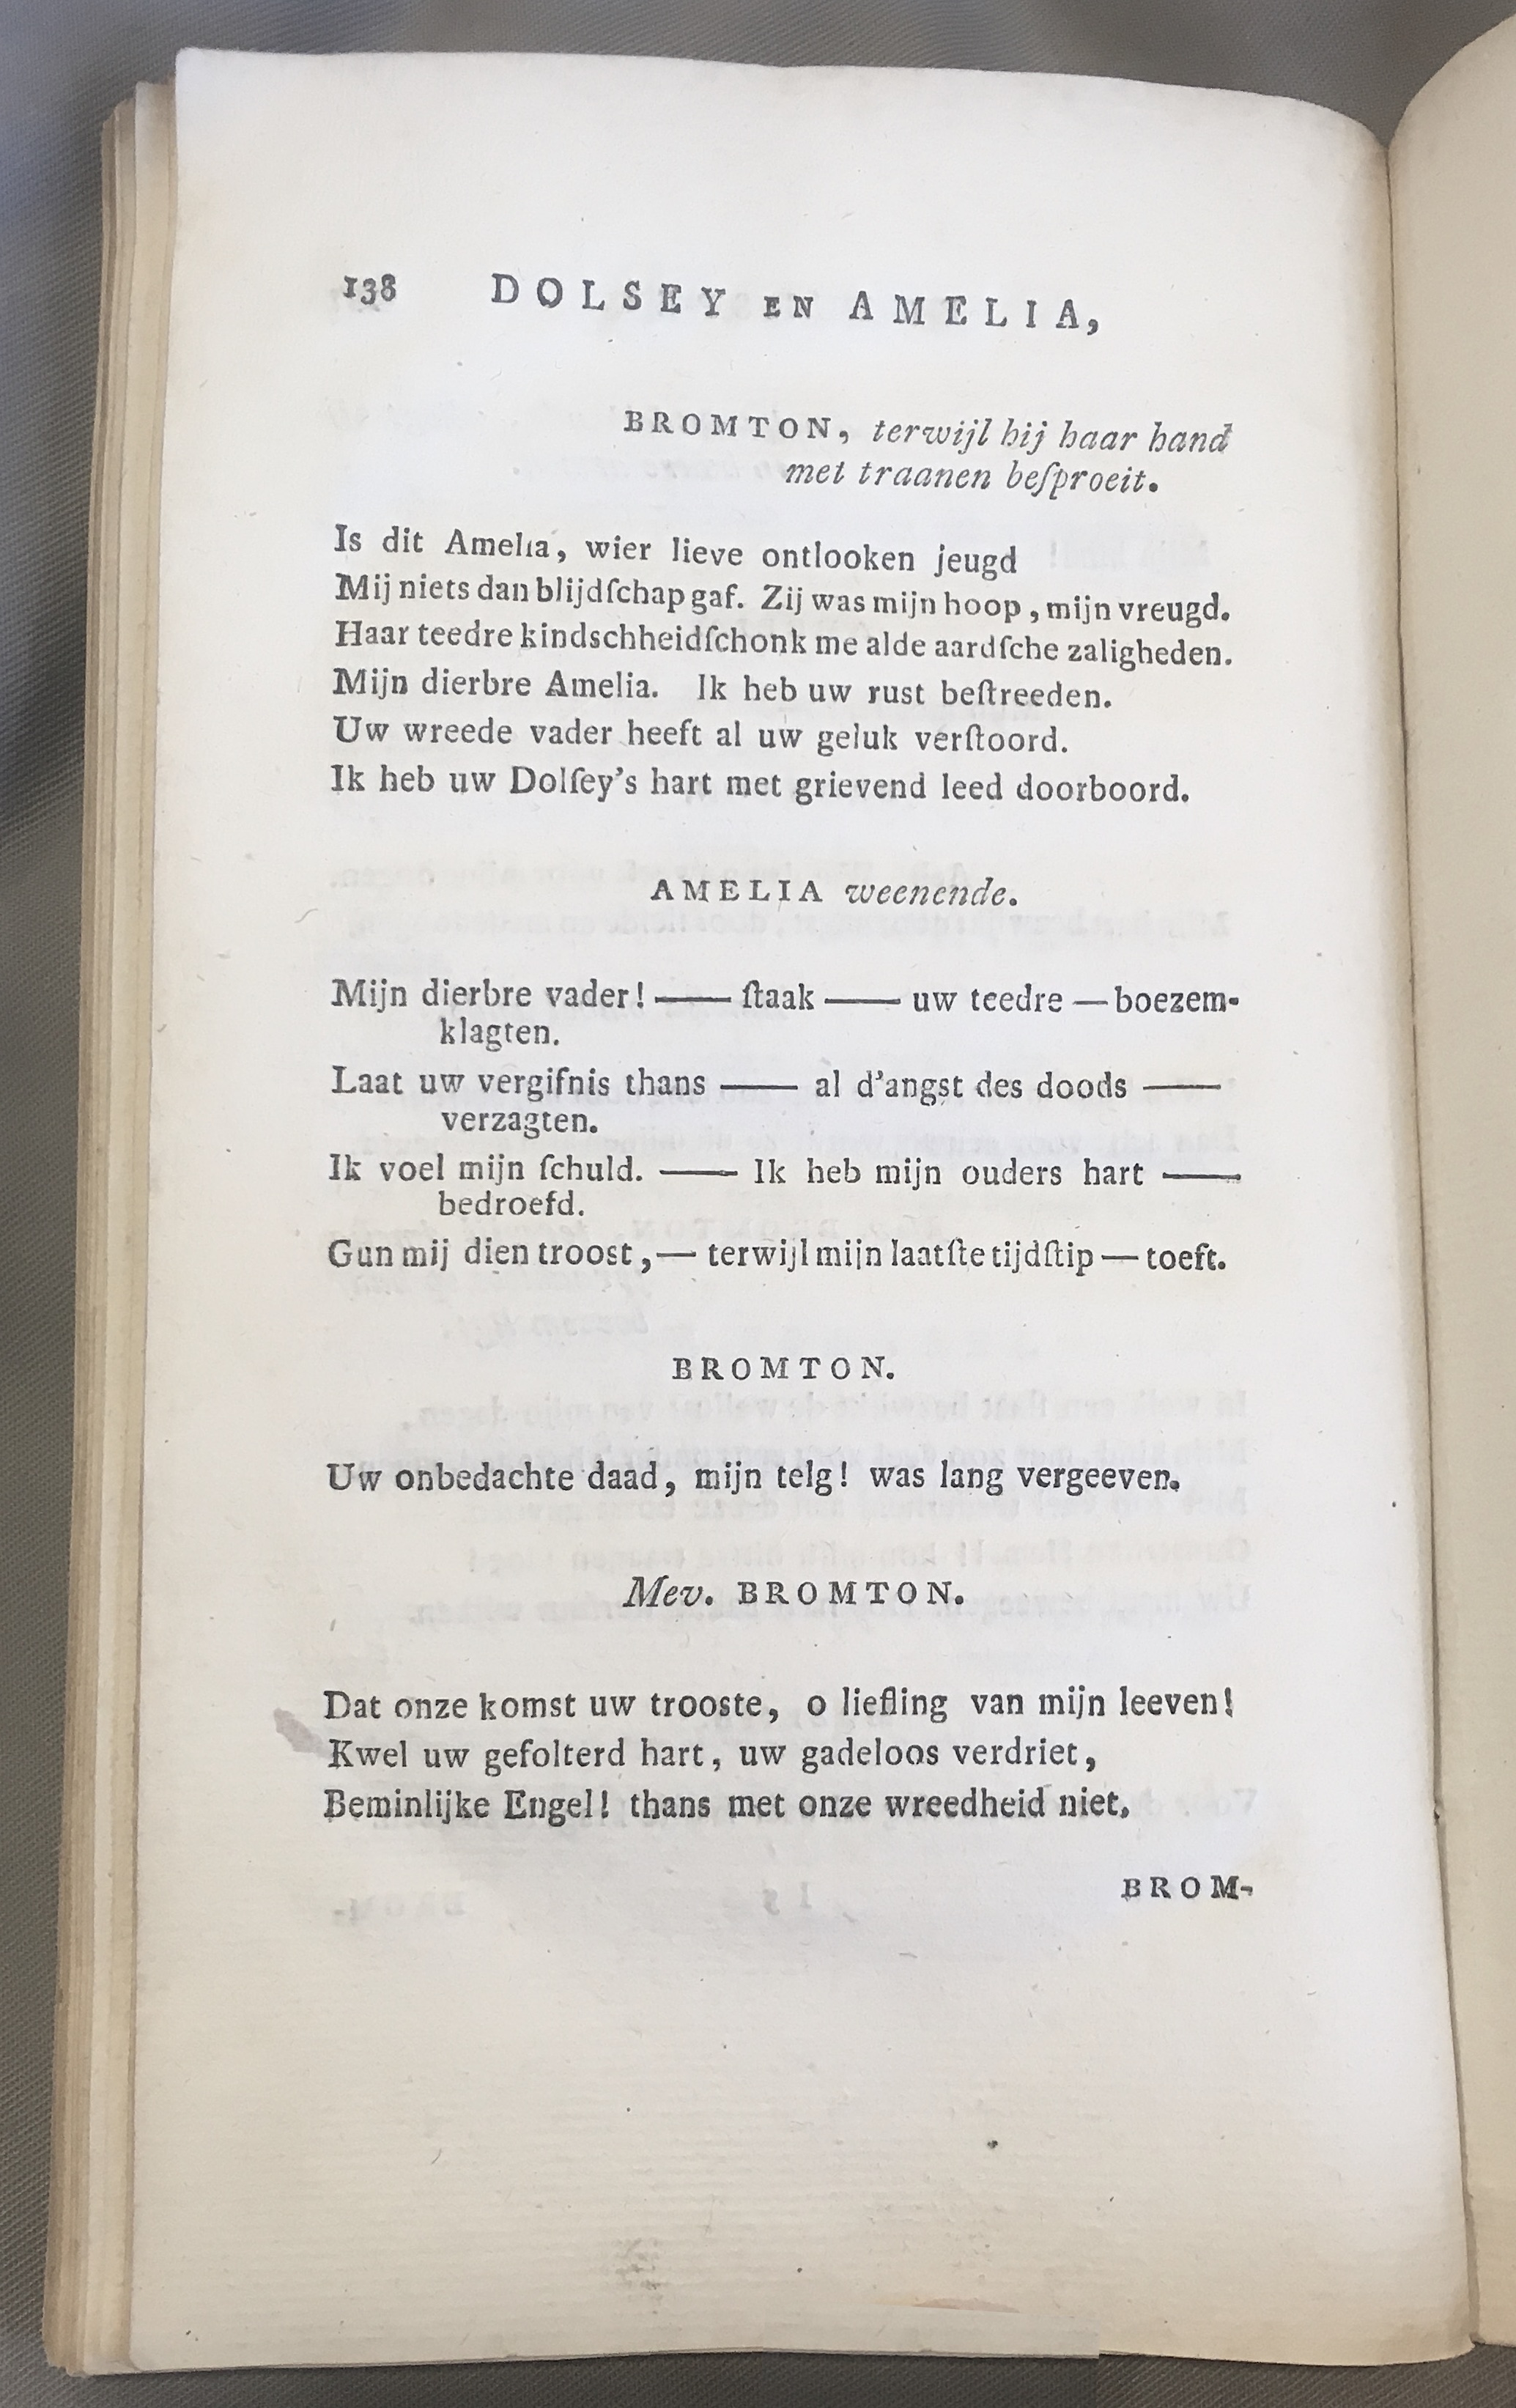 138 DOLSEY EN AMELIA,
BROMTON, terwijl hij haar hand
met traanen beſproeit.
Is dit Amelia, wier lieve ontlooken jeugd
Mij niets dan blijdſchap gaf. Zij was mijn hoop, mijn vreugd.
Haar teedre kindschheid ſchonk me al de aardſche zaligheden.
Mijn dierbre Amelia. Ik heb uw rust beſtreeden.
Uw wreede vader heeft al uw geluk verſtoord.
Ik heb uw Dolſey's hart met grievend leed doorboord.
AMELIA weenende.
Mijn dierbre vader! —— ſtaak —— uw teedre — boezem-
klagten.
Laat uw vergifnis thans —— al d'angst des doods ——
verzagten.
Ik voel mijn ſchuld. —— Ik heb mijn ouders hart ——
bedroefd.
Gun mij dien troost, — terwijl mijn laatſte tijdſtip — toeft.
BROMTON.
Uw onbedachte daad, mijn telg! was lang vergeeven.
Mev. BROMTON.
Dat onze komst uw trooste, o liefling van mijn leeven!
Kwel uw gefolterd hart, uw gadeloos verdriet,
Beminlijke Engel! thans met onze wreedheid niet.
BROM-